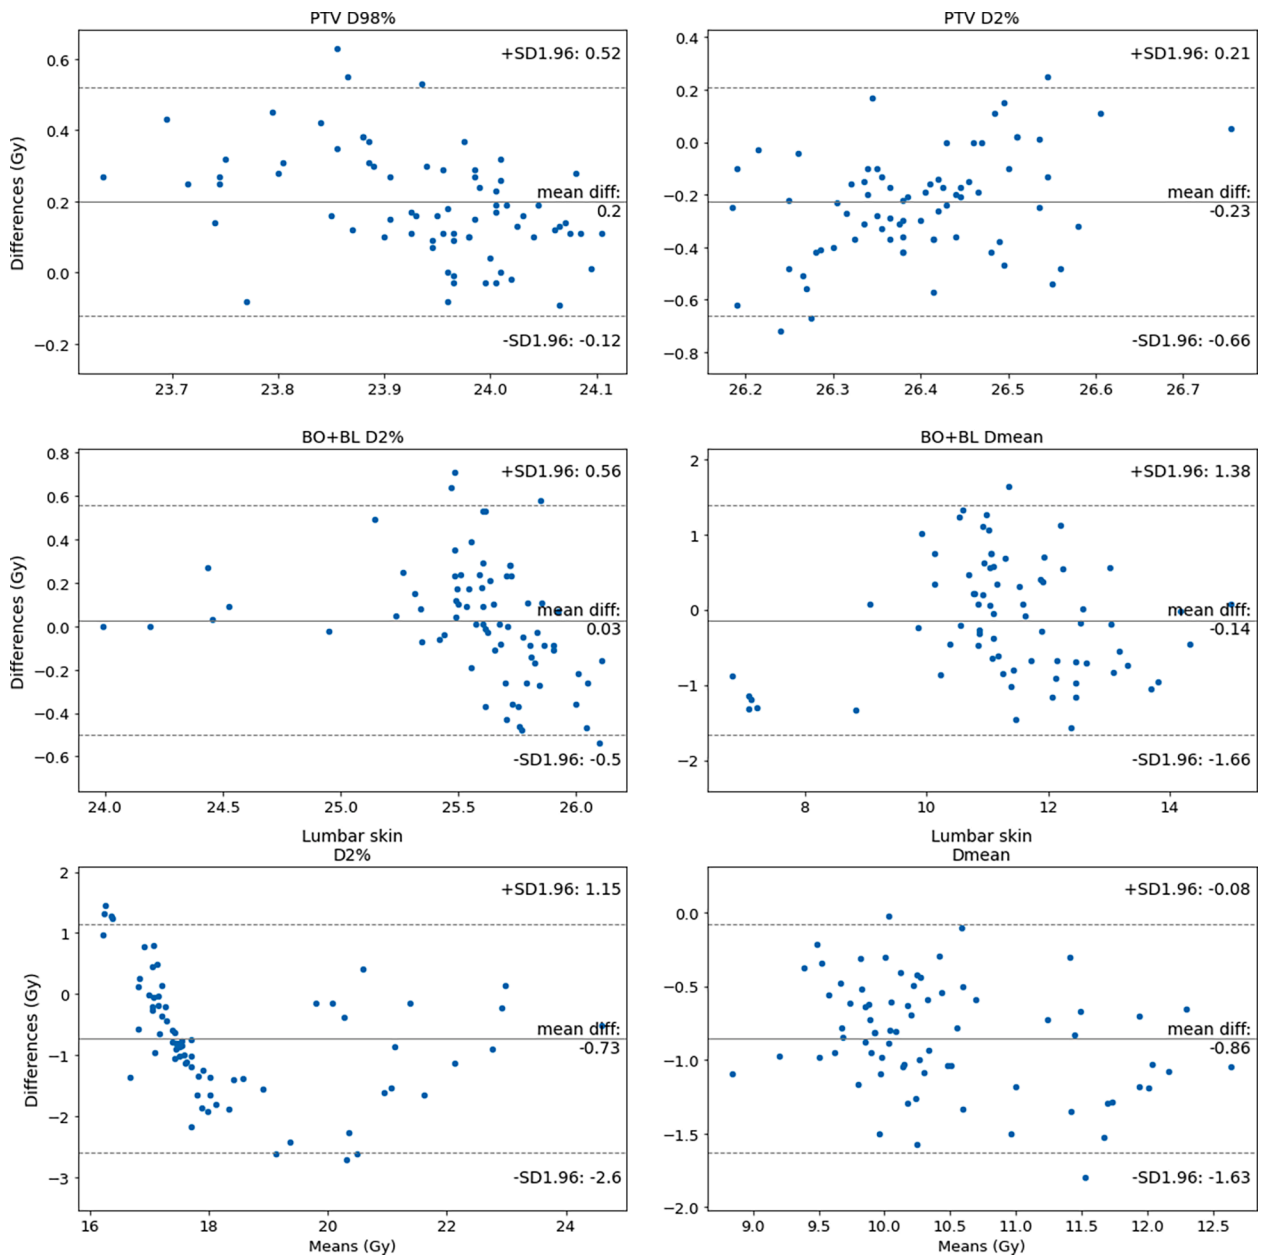 PTV D98%
PTV D2%
+SD1.96: 0.52
mean diff:
0.2
-SD1.96: -0.12
Differences (Gy)
0.6
0.4
0.2
0.0
−0.2
23.7 23.8 23.9 24.0 24.1
+SD1.96: 0.21
mean diff:
-0.23
-SD1.96: -0.66
0.4
0.2
0.0
−0.2
−0.4
−0.6
−0.8
26.2 26.3 26.4 26.5 26.6 26.7
BO+BL D2%
BO+BL Dmean
+SD1.96: 0.56
mean diff:
0.03
-SD1.96: -0.5
Differences (Gy)
0.8
0.6
0.4
0.2
0.0
−0.2
−0.4
−0.6
24.0 24.5 25.0 25.5 26.0
+SD1.96: 1.38
mean diff:
-0.14
-SD1.96: -1.66
2
1
0
−1
−2
8 10 12 14
Lumbar skin
D2%
Lumbar skin
Dmean
+SD1.96: 1.15
mean diff:
-0.73
-SD1.96: -2.6
Differences (Gy)
2
1
0
−1
−2
−3
16 18 20 22 24
Means (Gy)
+SD1.96: -0.08
mean diff:
-0.86
-SD1.96: -1.63
0.0
−0.5
−1.0
−1.5
−2.0
9.0 9.5 10.0 10.5 11.0 11.5 12.0 12.5
Means (Gy)